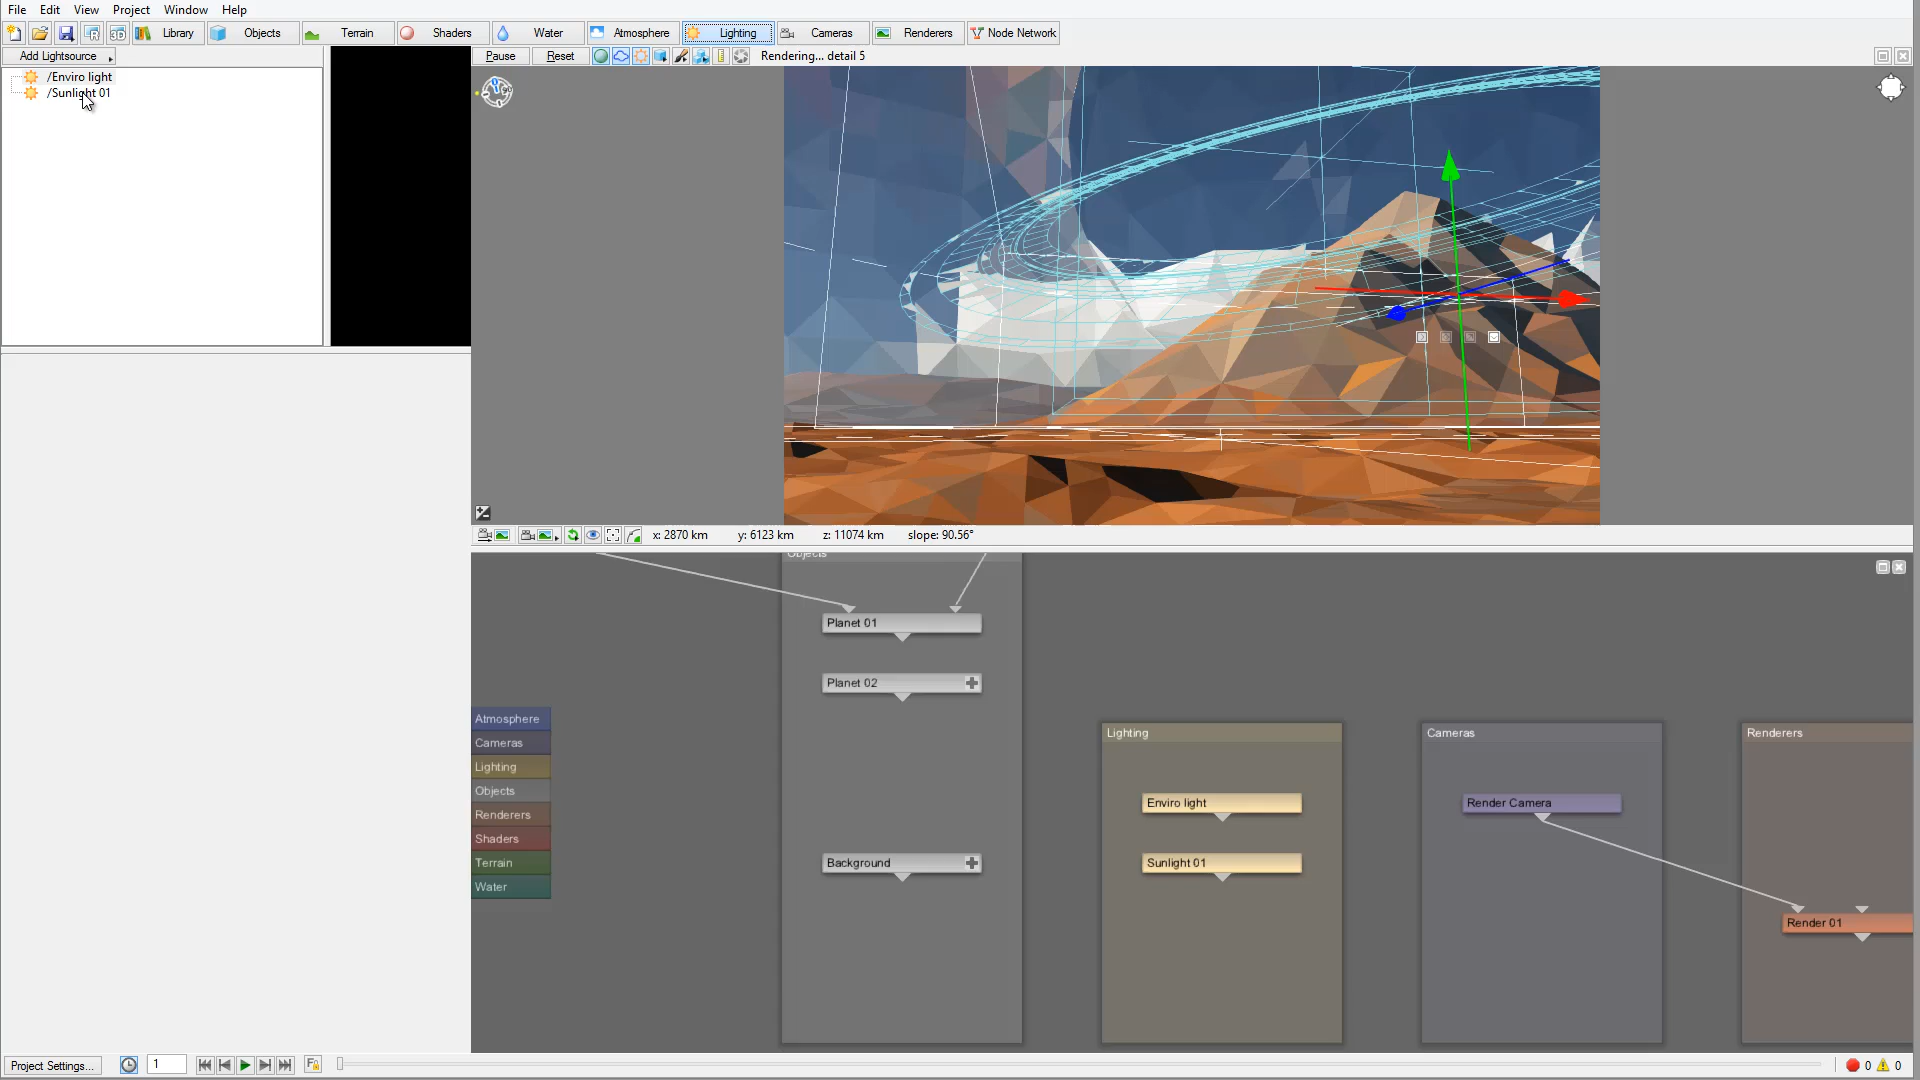 File Edit View Project Window Help
Library Objects Terrain Shaders Water Atmosphere Lighting Cameras Renderers Node Network
Add Lightsource
Pause Reset Rendering... detail 5
/Enviro light
/Sunlight 01
x: 2870 km y: 6123 km z: 11074 km slope: 90.56°
Objects
Planet 01
Planet 02
Background
Atmosphere
Cameras
Lighting
Objects
Renderers
Shaders
Terrain
Water
Lighting
Enviro light
Sunlight 01
Cameras
Render Camera
Renderers
Render 01
Project Settings... 1 0 0